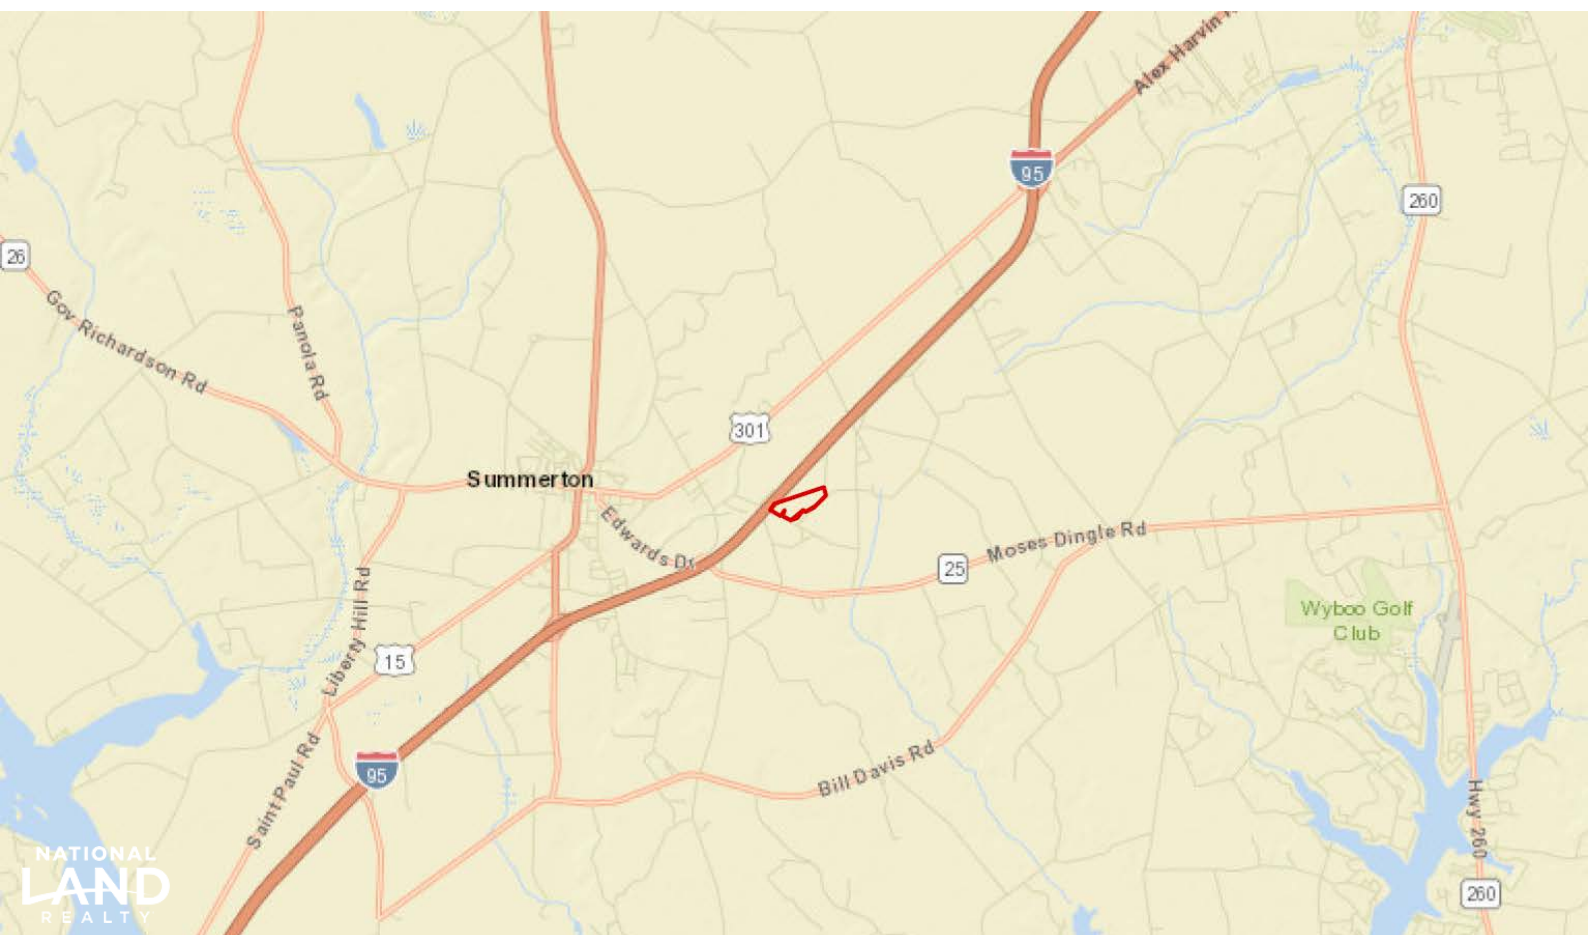 Alex Harvin
95
260
26
Gov Richardson Rd
Panola Rd
301
Summerton
Edwards Dr
25
Moses Dingle Rd
Wyboo Golf
Club
Liberty Hill Rd
15
Saint Paul Rd
95
Bill Davis Rd
Hwy 260
260
NATIONAL
LAND
REALTY